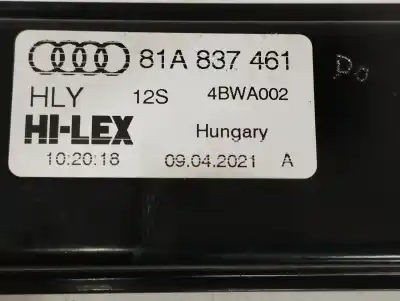 81A 837 461
HLY 12S 4BWA002
HI-LEX Hungary
10:20:18 09.04.2021 A